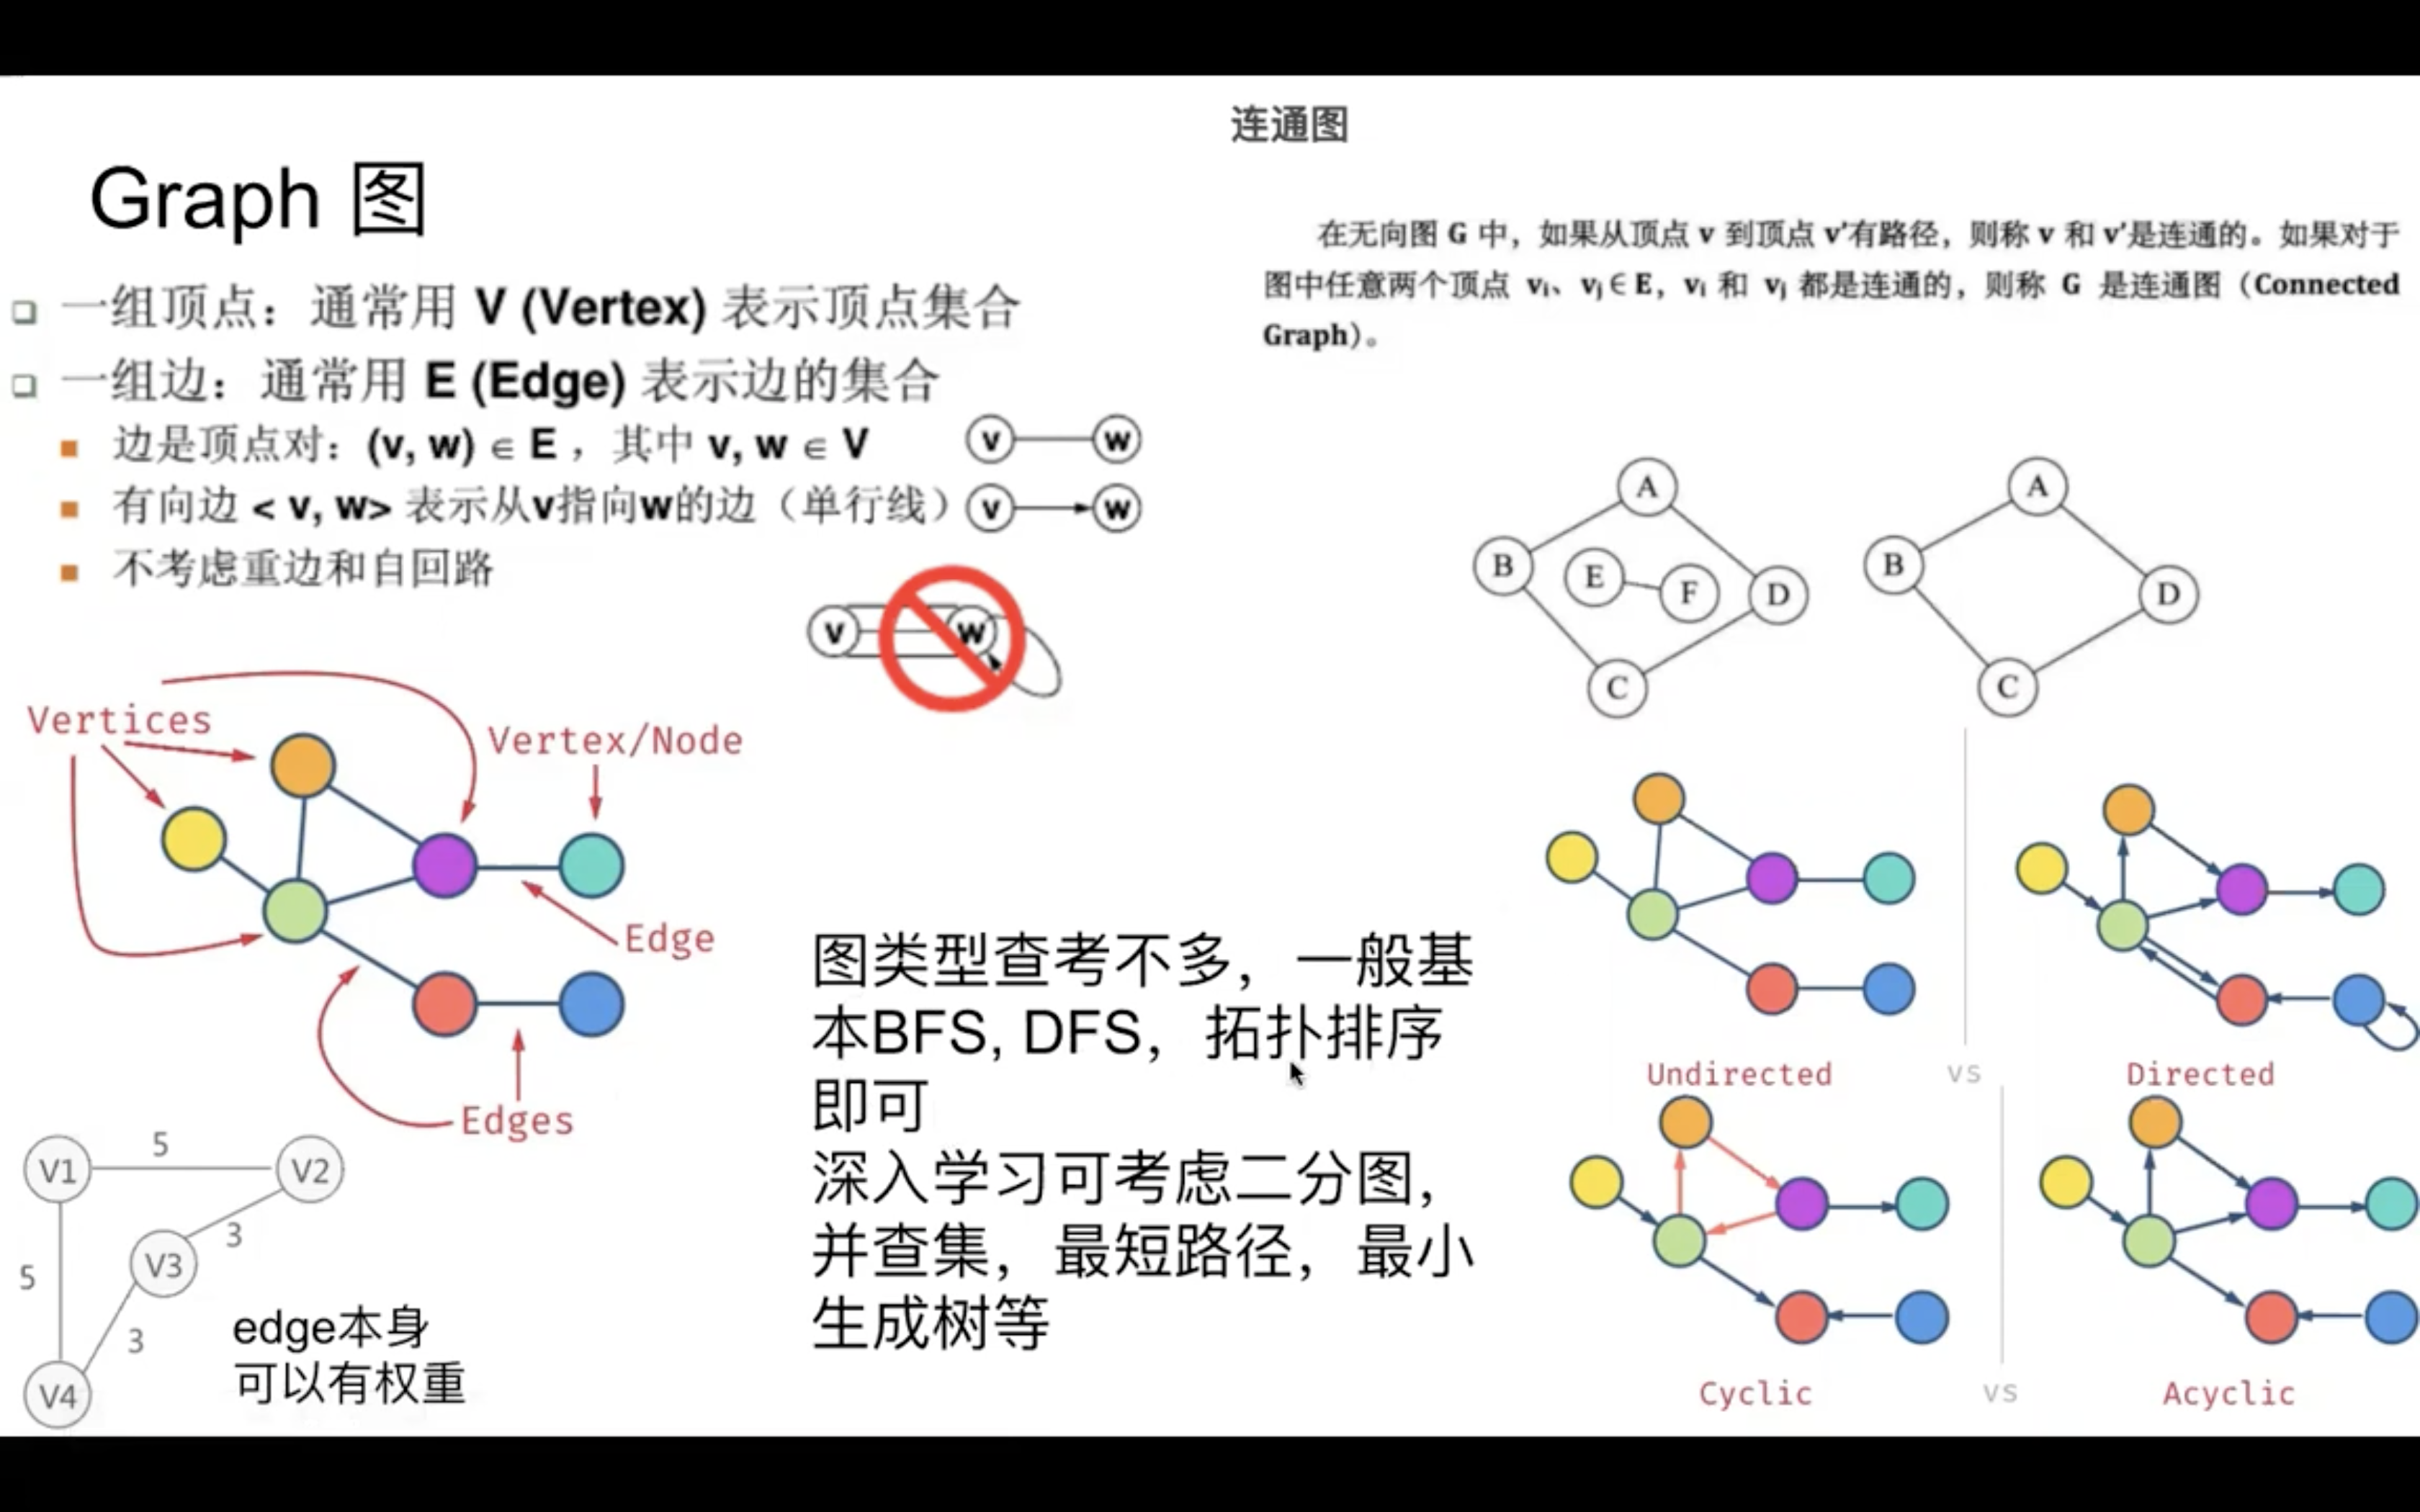 连通图
Graph 图
一组顶点：通常用 V (Vertex) 表示顶点集合
一组边：通常用 E (Edge) 表示边的集合
边是顶点对：(v, w) ∈ E ，其中 v, w ∈ V
v w
有向边 < v, w> 表示从v指向w的边（单行线）
v w
不考虑重边和自回路
v w
在无向图 G 中，如果从顶点 v 到顶点 v'有路径，则称 v 和 v'是连通的。如果对于
图中任意两个顶点 vᵢ、vⱼ∈E，vᵢ 和 vⱼ 都是连通的，则称 G 是连通图（Connected
Graph）。
A
B E F D
C
A
B D
C
Vertices
Vertex/Node
Edge
Edges
V1 5 V2
5 V3 3
3
V4
edge本身
可以有权重
图类型查考不多，一般基
本BFS, DFS，拓扑排序
即可
深入学习可考虑二分图，
并查集，最短路径，最小
生成树等
Undirected vs Directed
Cyclic vs Acyclic